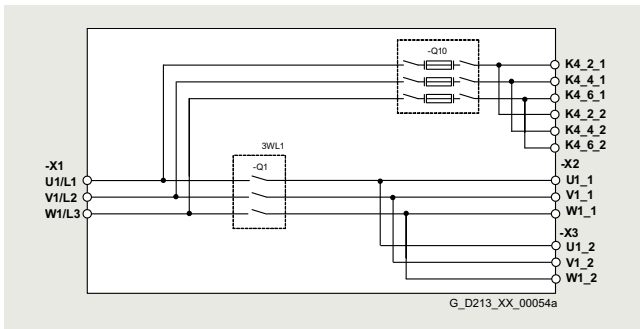 -Q10
K4_2_1
K4_4_1
K4_6_1
K4_2_2
K4_4_2
K4_6_2
3WL1
-X1
-Q1
-X2
U1/L1
U1_1
V1/L2
V1_1
W1/L3
W1_1
-X3
U1_2
V1_2
W1_2
G_D213_XX_00054a